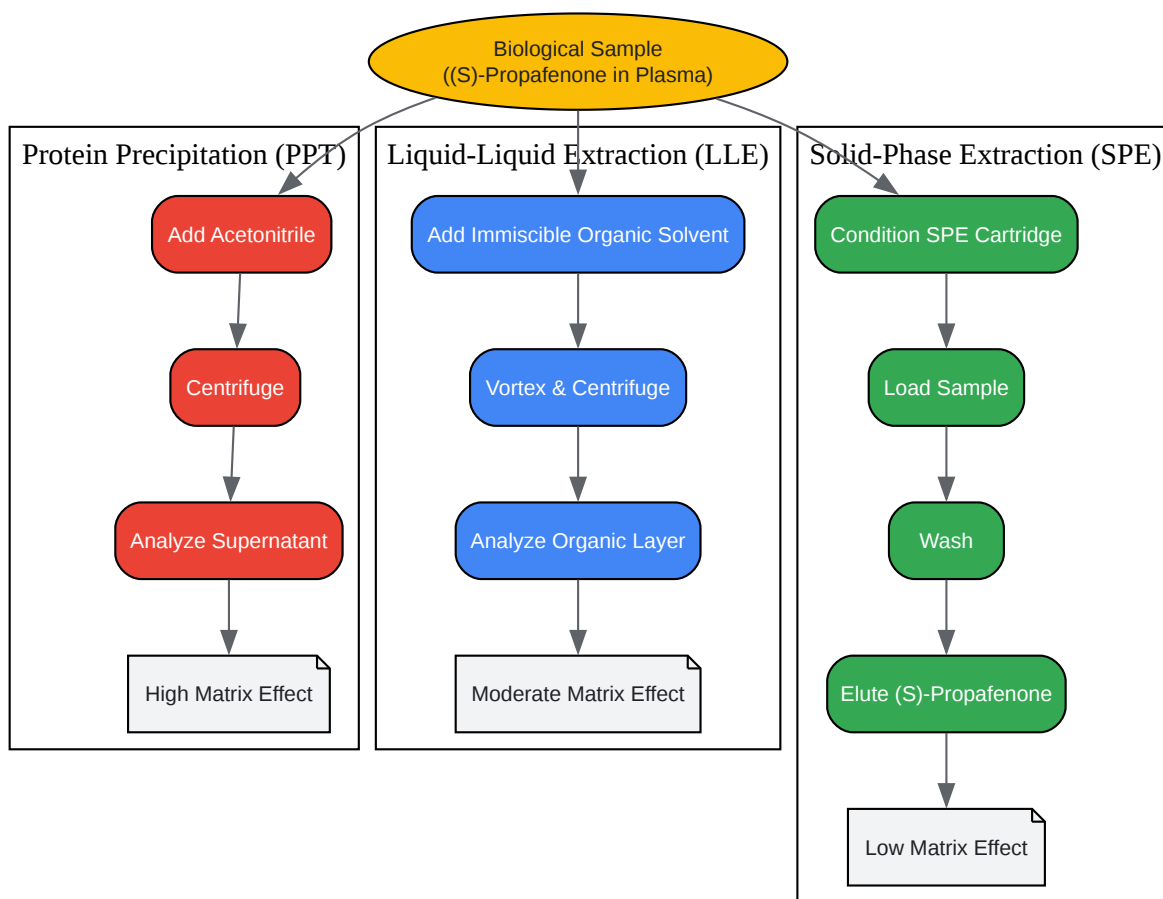 Biological Sample
((S)-Propafenone in Plasma)
Protein Precipitation (PPT)
Add Acetonitrile
Centrifuge
Analyze Supernatant
High Matrix Effect
Liquid-Liquid Extraction (LLE)
Add Immiscible Organic Solvent
Vortex & Centrifuge
Analyze Organic Layer
Moderate Matrix Effect
Solid-Phase Extraction (SPE)
Condition SPE Cartridge
Load Sample
Wash
Elute (S)-Propafenone
Low Matrix Effect